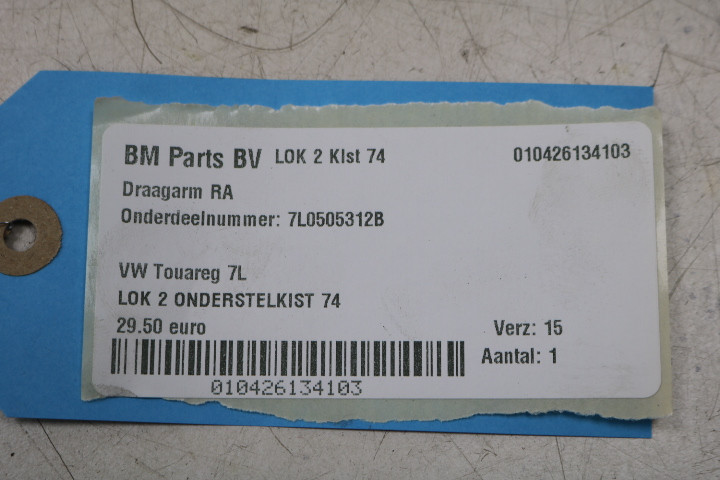 BM Parts BV LOK 2 KIst 74 010426134103
Draagarm RA
Onderdeelnummer: 7L0505312B
VW Touareg 7L
LOK 2 ONDERSTELKIST 74
29.50 euro Verz: 15
Aantal: 1
010426134103